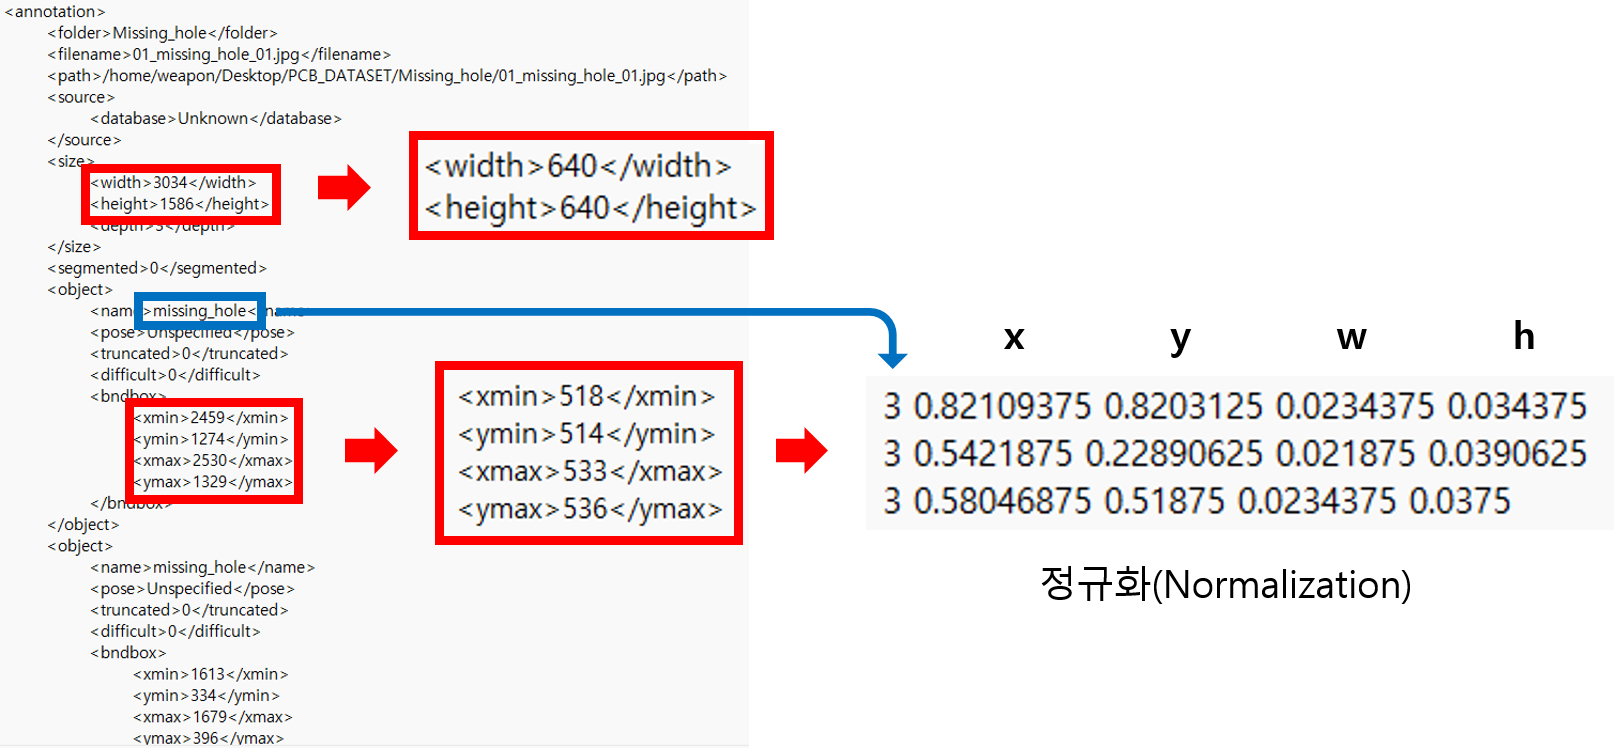 <annotation>
<folder>Missing_hole</folder>
<filename>01_missing_hole_01.jpg</filename>
<path>/home/weapon/Desktop/PCB_DATASET/Missing_hole/01_missing_hole_01.jpg</path>
<source>
<database>Unknown</database>
</source>
<size>
<width>3034</width>
<height>1586</height>
<depth>3</depth>
</size>
<segmented>0</segmented>
<object>
<name>missing_hole</name>
<pose>Unspecified</pose>
<truncated>0</truncated>
<difficult>0</difficult>
<bndbox>
<xmin>2459</xmin>
<ymin>1274</ymin>
<xmax>2530</xmax>
<ymax>1329</ymax>
</bndbox>
</object>
<object>
<name>missing_hole</name>
<pose>Unspecified</pose>
<truncated>0</truncated>
<difficult>0</difficult>
<bndbox>
<xmin>1613</xmin>
<ymin>334</ymin>
<xmax>1679</xmax>
<ymax>396</ymax>
<width>640</width>
<height>640</height>
<xmin>518</xmin>
<ymin>514</ymin>
<xmax>533</xmax>
<ymax>536</ymax>
x y w h
3 0.82109375 0.8203125 0.0234375 0.034375
3 0.5421875 0.22890625 0.021875 0.0390625
3 0.58046875 0.51875 0.0234375 0.0375
정규화(Normalization)